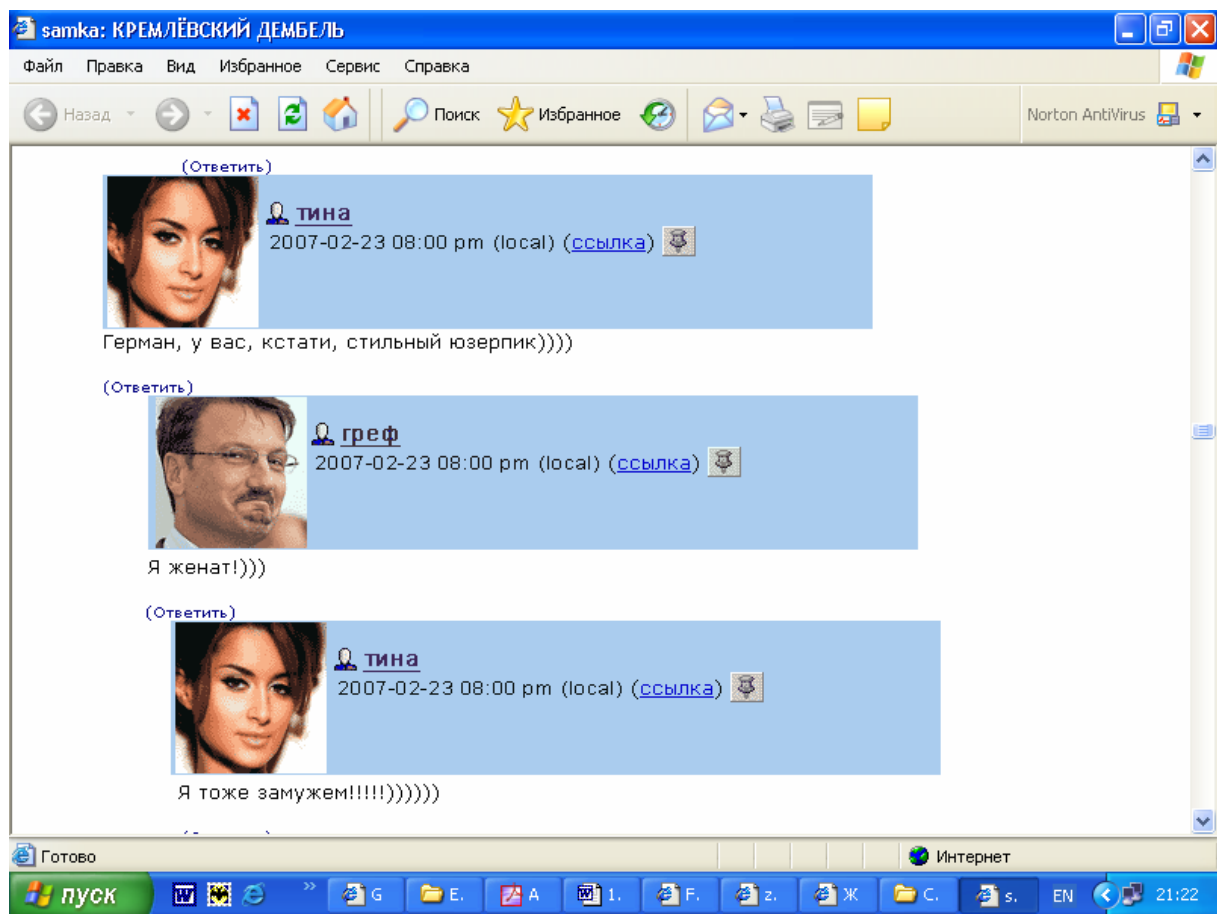 samka: КРЕМЛЁВСКИЙ ДЕМБЕЛЬ
Файл Правка Вид Избранное Сервис Справка
Назад Поиск Избранное Norton AntiVirus
(Ответить)
тина
2007-02-23 08:00 pm (local) (ссылка)
Герман, у вас, кстати, стильный юзерпик))))
(Ответить)
греф
2007-02-23 08:00 pm (local) (ссылка)
Я женат!)))
(Ответить)
тина
2007-02-23 08:00 pm (local) (ссылка)
Я тоже замужем!!!!!))))))
Готово Интернет
пуск » G E. A 1. F. z. Ж C. s. EN 21:22